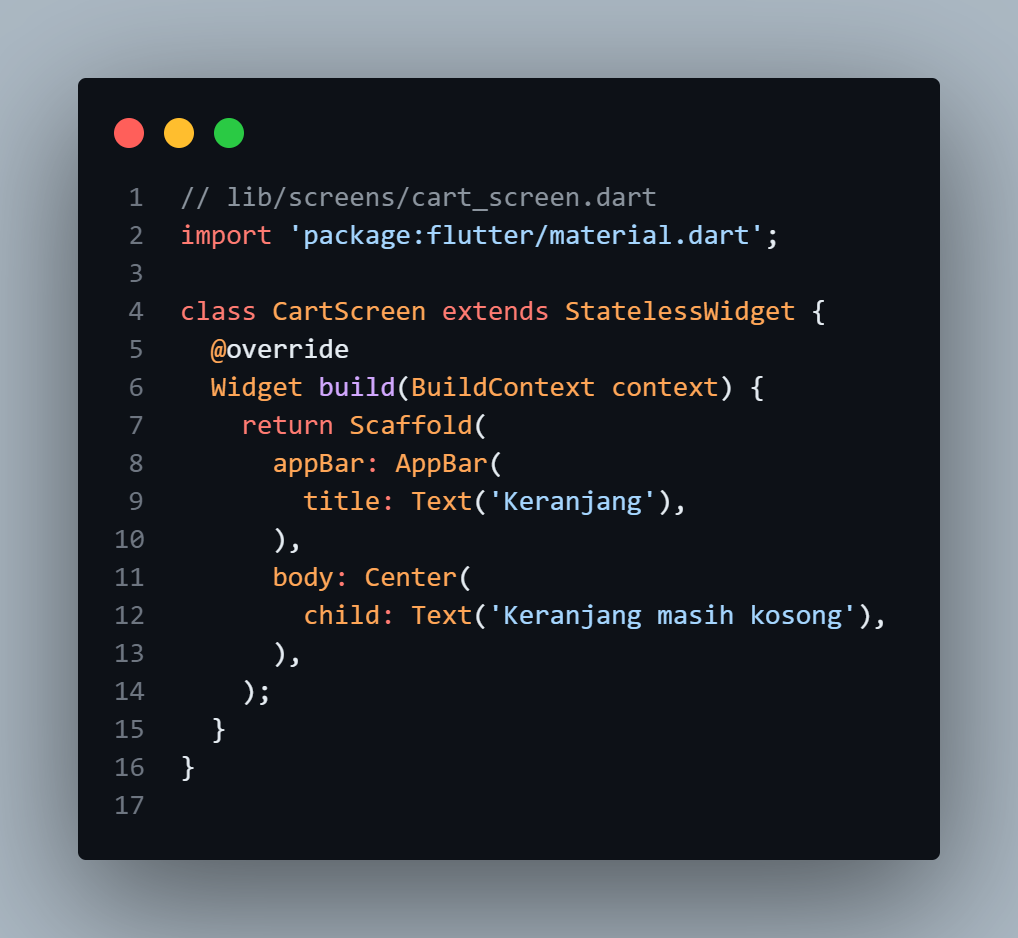 1 // lib/screens/cart_screen.dart
2 import 'package:flutter/material.dart';
3
4 class CartScreen extends StatelessWidget {
5   @override
6   Widget build(BuildContext context) {
7     return Scaffold(
8       appBar: AppBar(
9         title: Text('Keranjang'),
10       ),
11       body: Center(
12         child: Text('Keranjang masih kosong'),
13       ),
14     );
15   }
16 }
17